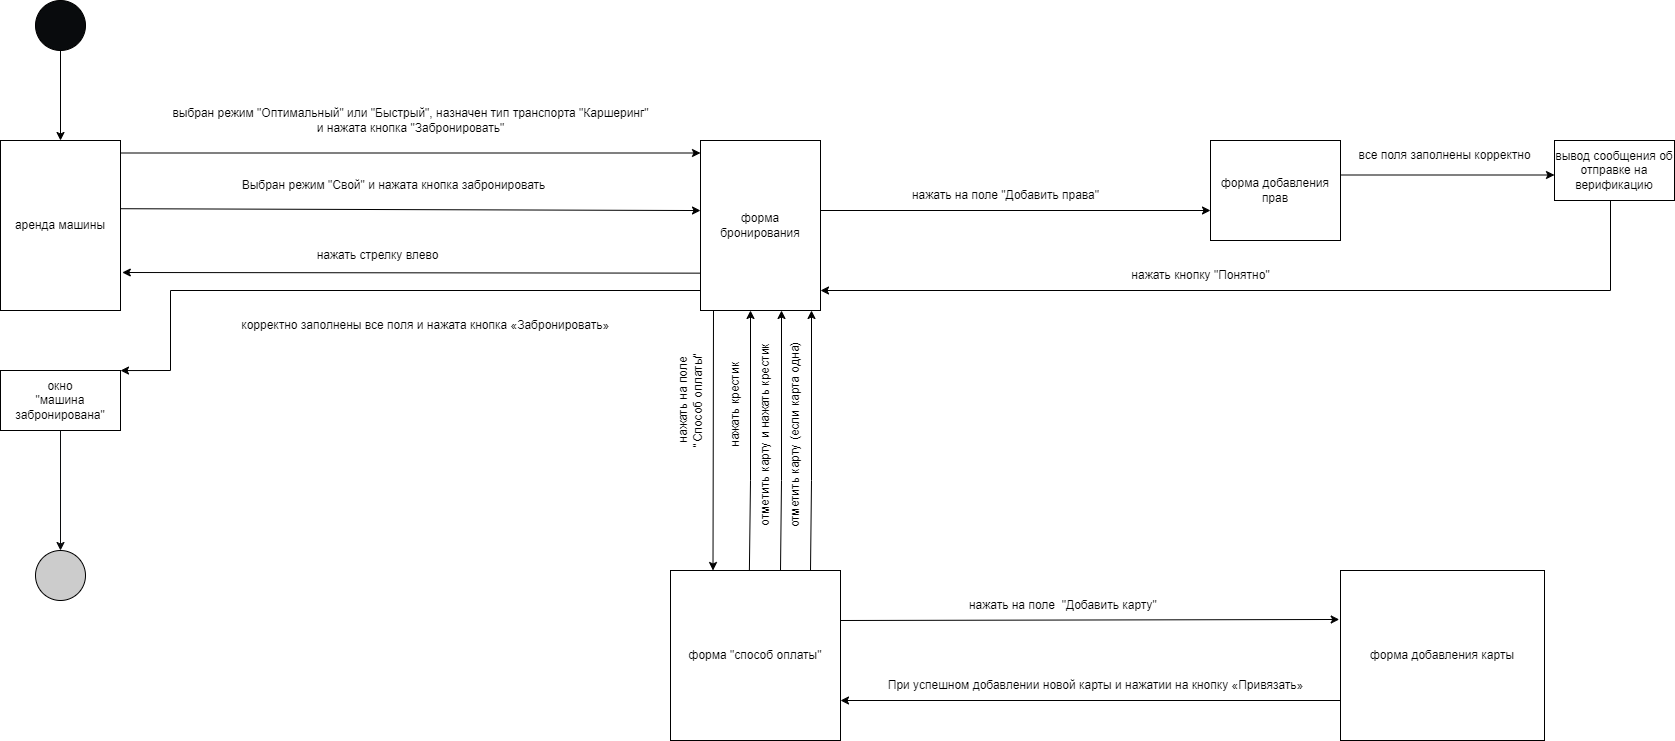 выбран режим "Оптимальный" или "Быстрый", назначен тип транспорта "Каршеринг"
и нажата кнопка "Забронировать"
Выбран режим "Свой" и нажата кнопка забронировать
аренда машины
нажать стрелку влево
корректно заполнены все поля и нажата кнопка «Забронировать»
окно
"машина
забронирована"
форма
бронирования
нажать на поле "Добавить права"
форма добавления
прав
все поля заполнены корректно
вывод сообщения об
отправке на
верификацию
нажать кнопку "Понятно"
нажать на поле
"Способ оплаты"
нажать крестик
отметить карту и нажать крестик
отметить карту (если карта одна)
форма "способ оплаты"
нажать на поле "Добавить карту"
форма добавления карты
При успешном добавлении новой карты и нажатии на кнопку «Привязать»